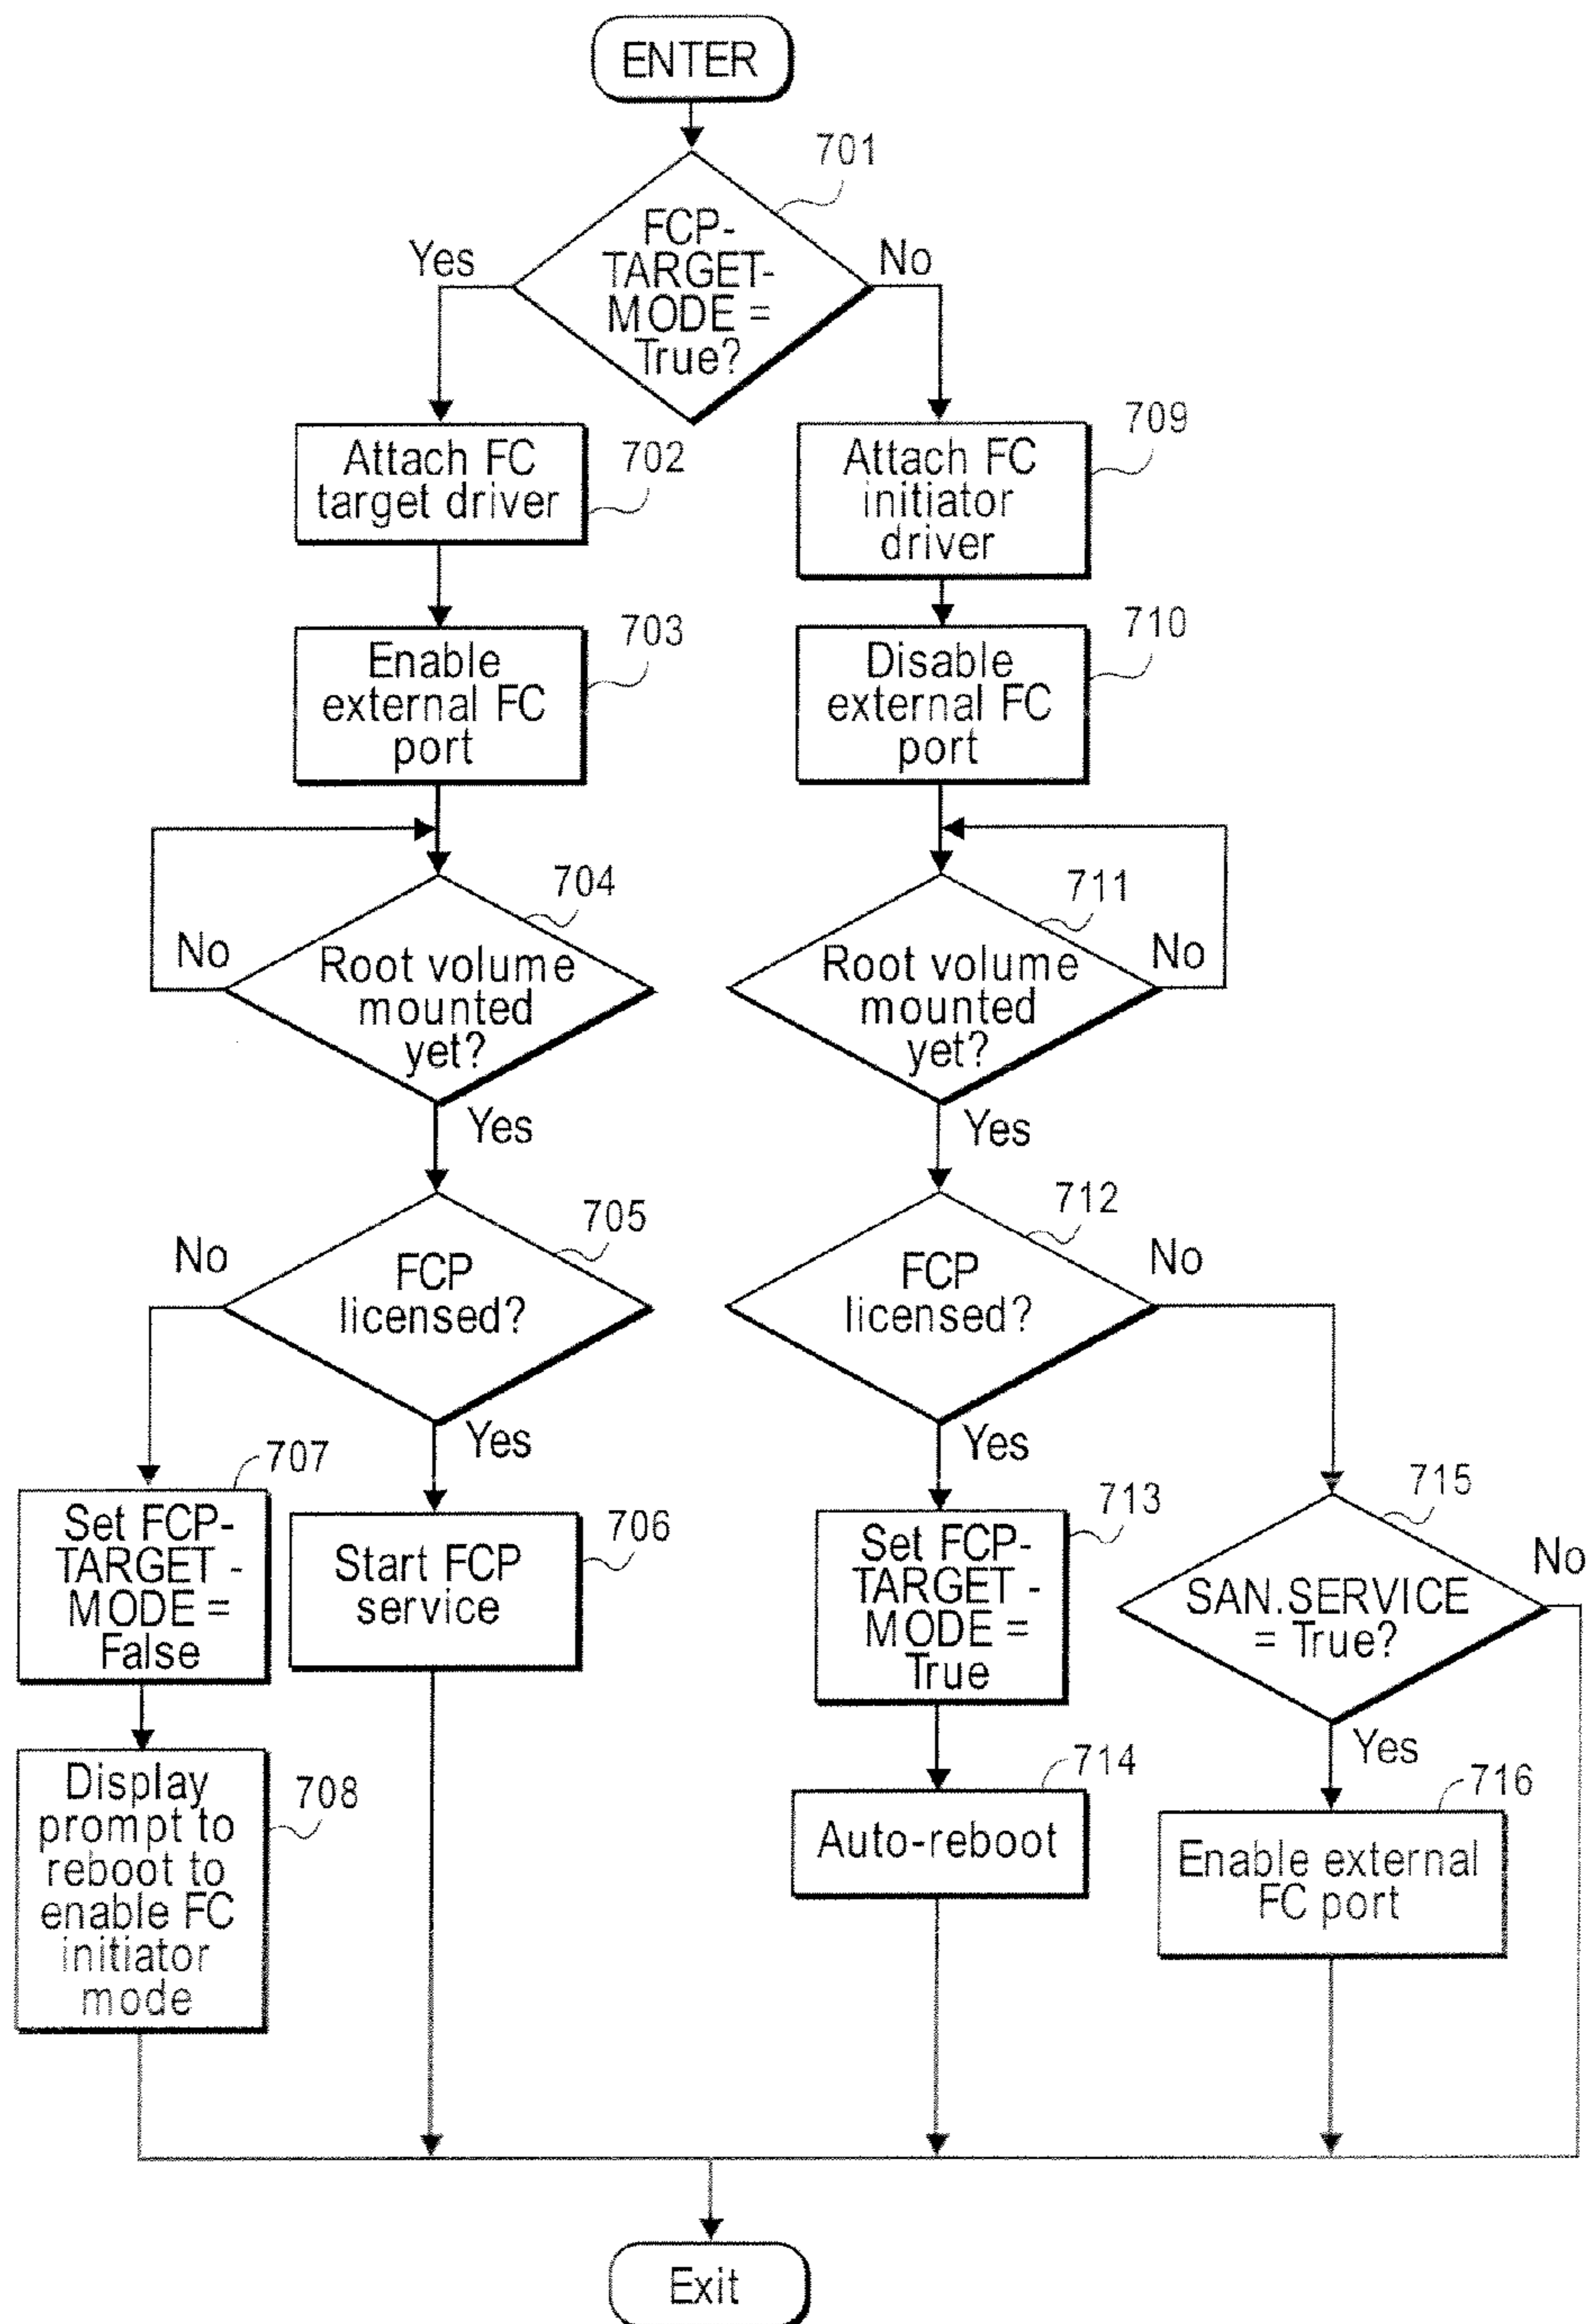 ENTER
701
FCP-
TARGET-
MODE =
True?
Yes
No
Attach FC
target driver
702
Attach FC
initiator
driver
709
Enable
external FC
port
703
Disable
external FC
port
710
704
Root volume
mounted
yet?
No
Yes
711
Root volume
mounted
yet?
No
Yes
705
FCP
licensed?
No
Yes
712
FCP
licensed?
No
Yes
707
Set FCP-
TARGET -
MODE =
False
Start FCP
service
706
713
Set FCP-
TARGET -
MODE =
True
715
SAN.SERVICE
= True?
No
Yes
Display
prompt to
reboot to
enable FC
initiator
mode
708
714
Auto-reboot
716
Enable external
FC port
Exit